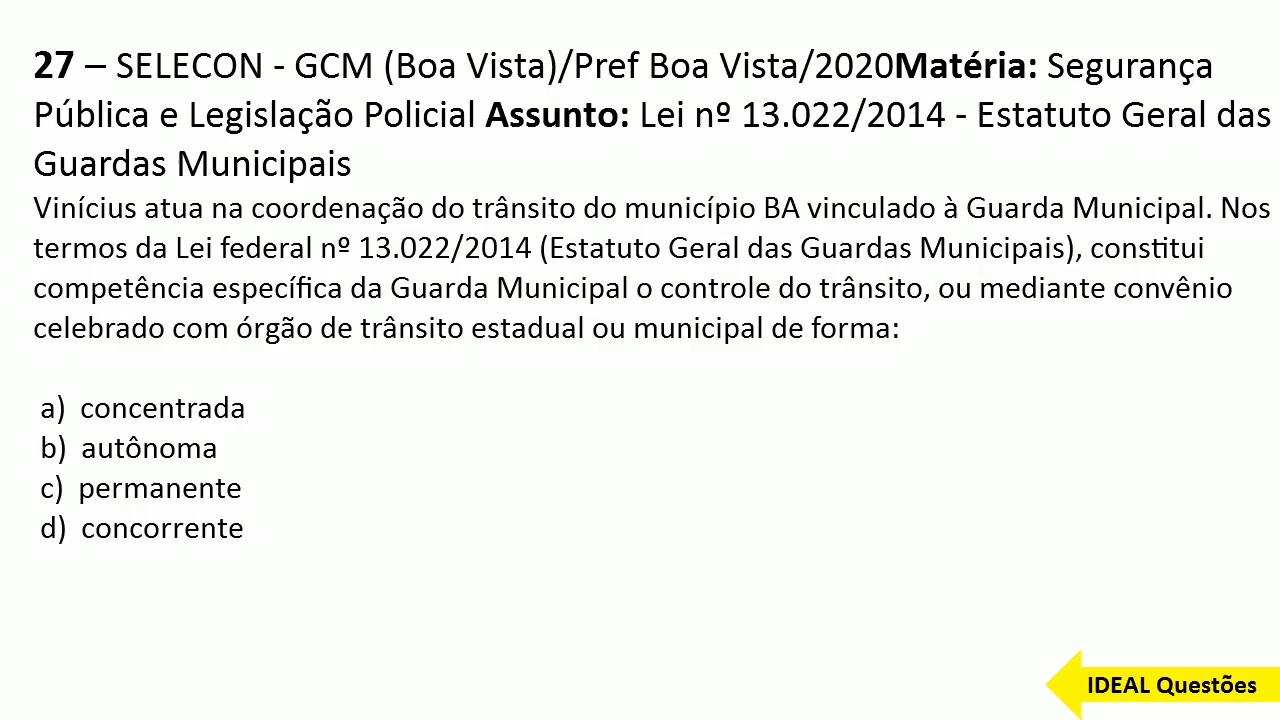 27 – SELECON - GCM (Boa Vista)/Pref Boa Vista/2020Matéria: Segurança
Pública e Legislação Policial Assunto: Lei nº 13.022/2014 - Estatuto Geral das
Guardas Municipais
Vinícius atua na coordenação do trânsito do município BA vinculado à Guarda Municipal. Nos
termos da Lei federal nº 13.022/2014 (Estatuto Geral das Guardas Municipais), constitui
competência específica da Guarda Municipal o controle do trânsito, ou mediante convênio
celebrado com órgão de trânsito estadual ou municipal de forma:
a) concentrada
b) autônoma
c) permanente
d) concorrente
IDEAL Questões